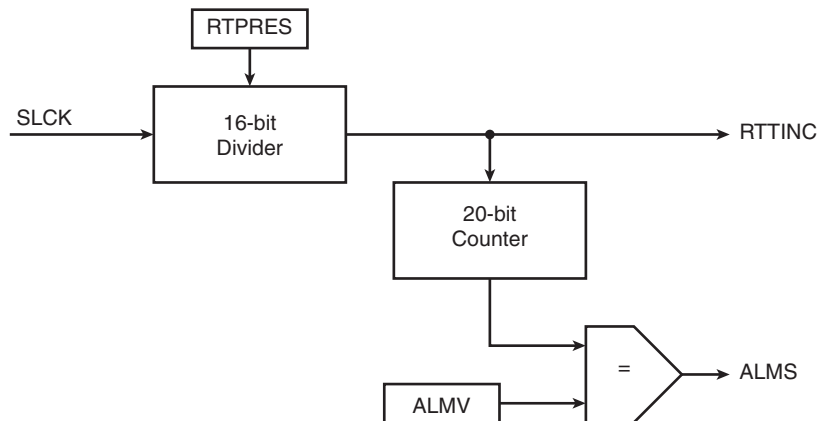 RTPRES
SLCK
16-bit
Divider
RTTINC
20-bit
Counter
=
ALMS
ALMV